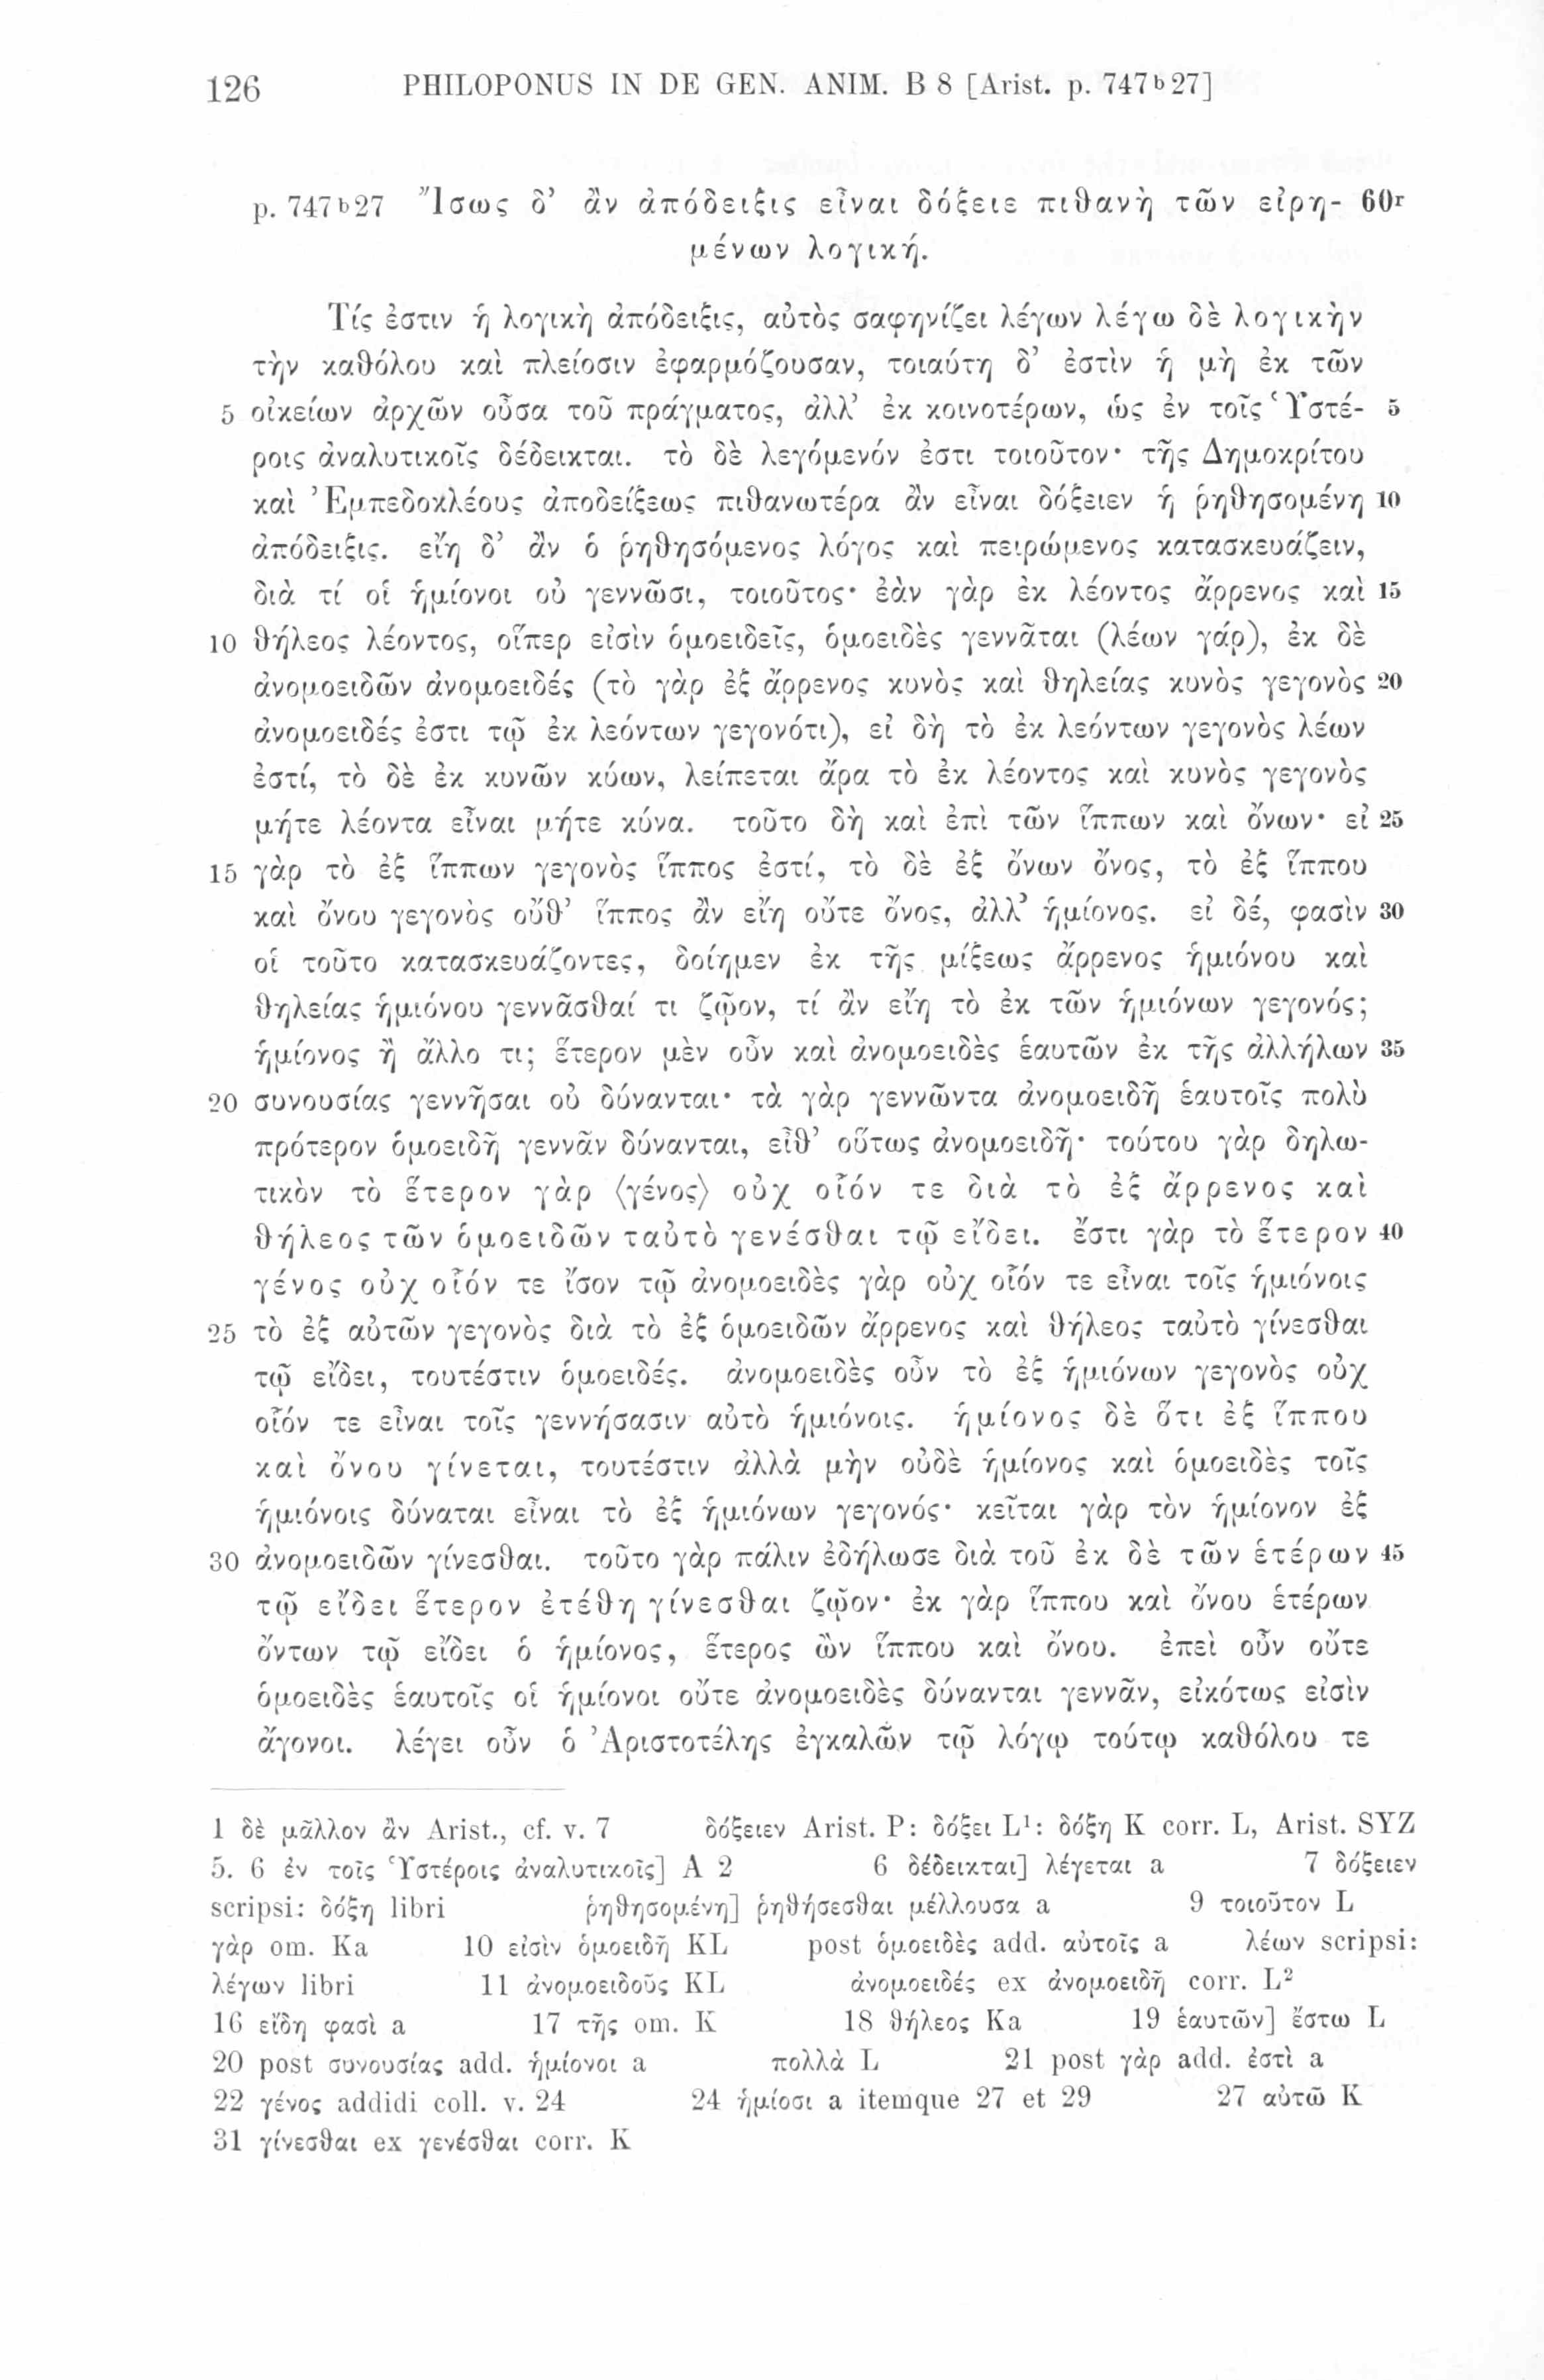 126 PHILOPONUS IN DE GEN. ANIM. B 8 [Arist. p. 747ᵇ27]
p. 747ᵇ27 Ἴσως δ’ ἂν ἀπόδειξις εἶναι δόξειε πιθανὴ τῶν εἰρη- 60ʳ
μένων λογική.
Τίς ἐστιν ἡ λογικὴ ἀπόδειξις, αὐτὸς σαφηνίζει λέγων λέγω δὲ λογικὴν
τὴν καθόλου καὶ πλείοσιν ἐφαρμόζουσαν, τοιαύτη δ’ ἐστὶν ἡ μὴ ἐκ τῶν
5 οἰκείων ἀρχῶν οὖσα τοῦ πράγματος, ἀλλ’ ἐκ κοινοτέρων, ὡς ἐν τοῖς Ὑστέ- 5
ροις ἀναλυτικοῖς δέδεικται. τὸ δὲ λεγόμενόν ἐστι τοιοῦτον· τῆς Δημοκρίτου
καὶ Ἐμπεδοκλέους ἀποδείξεως πιθανωτέρα ἂν εἶναι δόξειεν ἡ ῥηθησομένη 10
ἀπόδειξις. εἴη δ’ ἂν ὁ ῥηθησόμενος λόγος καὶ πειρώμενος κατασκευάζειν,
διὰ τί οἱ ἡμίονοι οὐ γεννῶσι, τοιοῦτος· ἐὰν γὰρ ἐκ λέοντος ἄρρενος καὶ 15
10 θήλεος λέοντος, οἵπερ εἰσὶν ὁμοειδεῖς, ὁμοειδὲς γεννᾶται (λέων γάρ), ἐκ δὲ
ἀνομοειδῶν ἀνομοειδές (τὸ γὰρ ἐξ ἄρρενος κυνὸς καὶ θηλείας κυνὸς γεγονὸς 20
ἀνομοειδές ἐστι τῷ ἐκ λεόντων γεγονότι), εἰ δὴ τὸ ἐκ λεόντων γεγονὸς λέων
ἐστί, τὸ δὲ ἐκ κυνῶν κύων, λείπεται ἄρα τὸ ἐκ λέοντος καὶ κυνὸς γεγονὸς
μήτε λέοντα εἶναι μήτε κύνα. τοῦτο δὴ καὶ ἐπὶ τῶν ἵππων καὶ ὄνων· εἰ 25
15 γὰρ τὸ ἐξ ἵππων γεγονὸς ἵππος ἐστί, τὸ δὲ ἐξ ὄνων ὄνος, τὸ ἐξ ἵππου
καὶ ὄνου γεγονὸς οὔθ’ ἵππος ἂν εἴη οὔτε ὄνος, ἀλλ’ ἡμίονος. εἰ δέ, φασὶν 30
οἱ τοῦτο κατασκευάζοντες, δοίημεν ἐκ τῆς μίξεως ἄρρενος ἡμιόνου καὶ
θηλείας ἡμιόνου γεννᾶσθαί τι ζῷον, τί ἂν εἴη τὸ ἐκ τῶν ἡμιόνων γεγονός;
ἡμίονος ἢ ἄλλο τι; ἕτερον μὲν οὖν καὶ ἀνομοειδὲς ἑαυτῶν ἐκ τῆς ἀλλήλων 35
20 συνουσίας γεννῆσαι οὐ δύνανται· τὰ γὰρ γεννῶντα ἀνομοειδῆ ἑαυτοῖς πολὺ
πρότερον ὁμοειδῆ γεννᾶν δύνανται, εἶθ’ οὕτως ἀνομοειδῆ· τούτου γὰρ δηλω-
τικὸν τὸ ἕτερον γὰρ ⟨γένος⟩ οὐχ οἷόν τε διὰ τὸ ἐξ ἄρρενος καὶ
θήλεος τῶν ὁμοειδῶν ταὐτὸ γενέσθαι τῷ εἴδει. ἔστι γὰρ τὸ ἕτερον 40
γένος οὐχ οἷόν τε ἴσον τῷ ἀνομοειδὲς γὰρ οὐχ οἷόν τε εἶναι τοῖς ἡμιόνοις
25 τὸ ἐξ αὐτῶν γεγονὸς διὰ τὸ ἐξ ὁμοειδῶν ἄρρενος καὶ θήλεος ταὐτὸ γίνεσθαι
τῷ εἴδει, τουτέστιν ὁμοειδές. ἀνομοειδὲς οὖν τὸ ἐξ ἡμιόνων γεγονὸς οὐχ
οἷόν τε εἶναι τοῖς γεννήσασιν αὐτὸ ἡμιόνοις. ἡμίονος δὲ ὅτι ἐξ ἵππου
καὶ ὄνου γίνεται, τουτέστιν ἀλλὰ μὴν οὐδὲ ἡμίονος καὶ ὁμοειδὲς τοῖς
ἡμιόνοις δύναται εἶναι τὸ ἐξ ἡμιόνων γεγονός· κεῖται γὰρ τὸν ἡμίονον ἐξ
30 ἀνομοειδῶν γίνεσθαι. τοῦτο γὰρ πάλιν ἐδήλωσε διὰ τοῦ ἐκ δὲ τῶν ἑτέρων 45
τῷ εἴδει ἕτερον ἐτέθη γίνεσθαι ζῷον· ἐκ γὰρ ἵππου καὶ ὄνου ἑτέρων
ὄντων τῷ εἴδει ὁ ἡμίονος, ἕτερος ὢν ἵππου καὶ ὄνου. ἐπεὶ οὖν οὔτε
ὁμοειδὲς ἑαυτοῖς οἱ ἡμίονοι οὔτε ἀνομοειδὲς δύνανται γεννᾶν, εἰκότως εἰσὶν
ἄγονοι. λέγει οὖν ὁ Ἀριστοτέλης ἐγκαλῶν τῷ λόγῳ τούτῳ καθόλου τε
1 δὲ μᾶλλον ἂν Arist., cf. v. 7 δόξειεν Arist. P: δόξει L¹: δόξη K corr. L, Arist. SYZ
5. 6 ἐν τοῖς Ὑστέροις ἀναλυτικοῖς] A 2 6 δέδεικται] λέγεται a 7 δόξειεν
scripsi: δόξη libri ῥηθησομένη] ῥηθήσεσθαι μέλλουσα a 9 τοιοῦτον L
γὰρ om. Ka 10 εἰσὶν ὁμοειδῆ KL post ὁμοειδὲς add. αὐτοῖς a λέων scripsi:
λέγων libri 11 ἀνομοειδοῦς KL ἀνομοειδές ex ἀνομοειδῆ corr. L²
16 εἴδη φασὶ a 17 τῆς om. K 18 θήλεος Ka 19 ἑαυτῶν] ἔστω L
20 post συνουσίας add. ἡμίονοι a πολλὰ L 21 post γὰρ add. ἐστὶ a
22 γένος addidi coll. v. 24 24 ἡμίοσι a itemque 27 et 29 27 αὐτῶ K
31 γίνεσθαι ex γενέσθαι corr. K